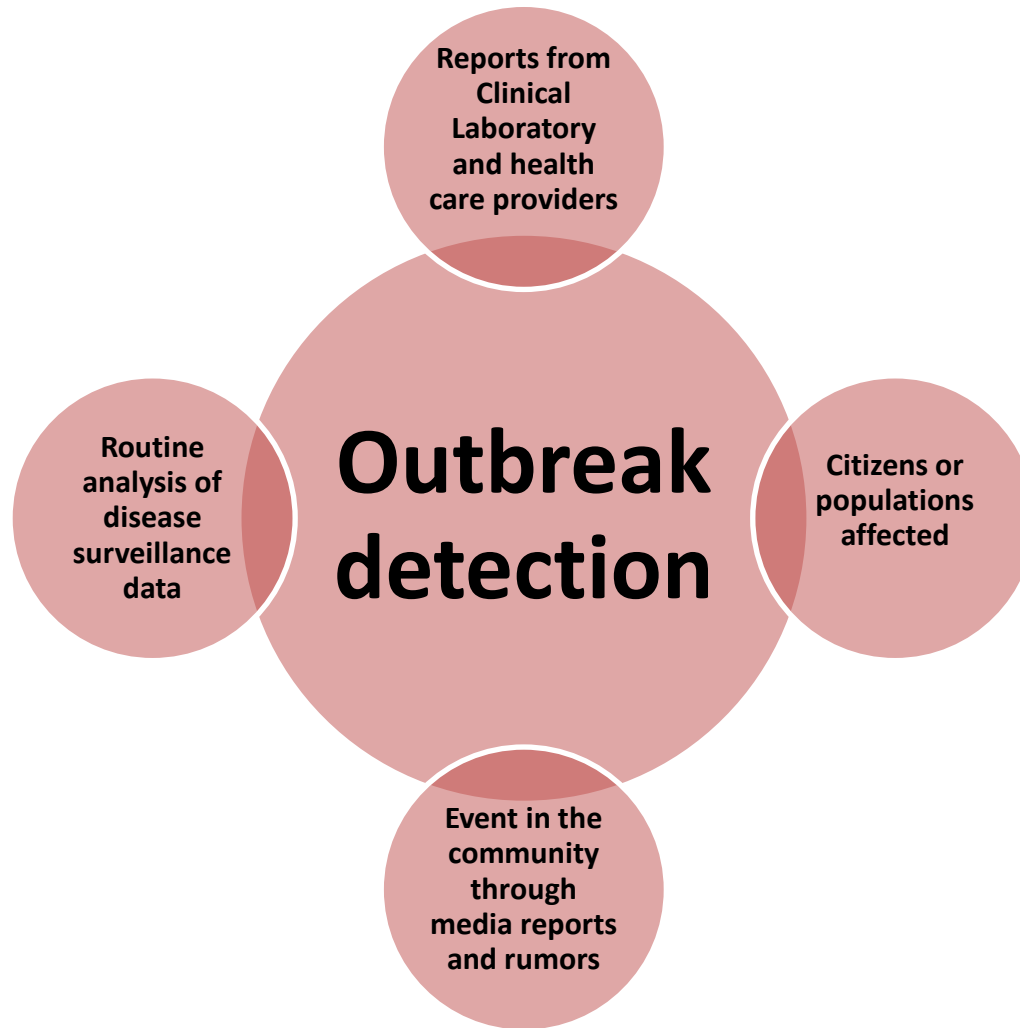 Reports from
Clinical
Laboratory
and health
care providers
Routine
analysis of
disease
surveillance
data
Outbreak
detection
Citizens or
populations
affected
Event in the
community
through
media reports
and rumors